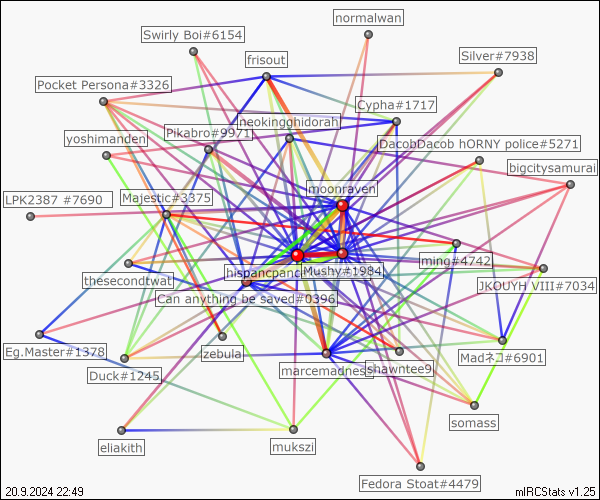 normalwan
Swirly Boi#6154
frisout
Silver#7938
Pocket Persona#3326
Cypha#1717
neokingghidorah
yoshimanden
Pikabro#9971
DacobDacob hORNY police#5271
bigcitysamurai
moonraven
LPK2387 #7690
Majestic#3375
thesecondtwat
hispancpanc
Mushy#1984
ming#4742
JKOUYH VIII#7034
Can anything be saved#0396
Eg.Master#1378
zebula
Madネコ#6901
Duck#1245
marcemadness
shawntee9
somass
eliakith
mukszi
Fedora Stoat#4479
20.9.2024 22:49
mIRCStats v1.25